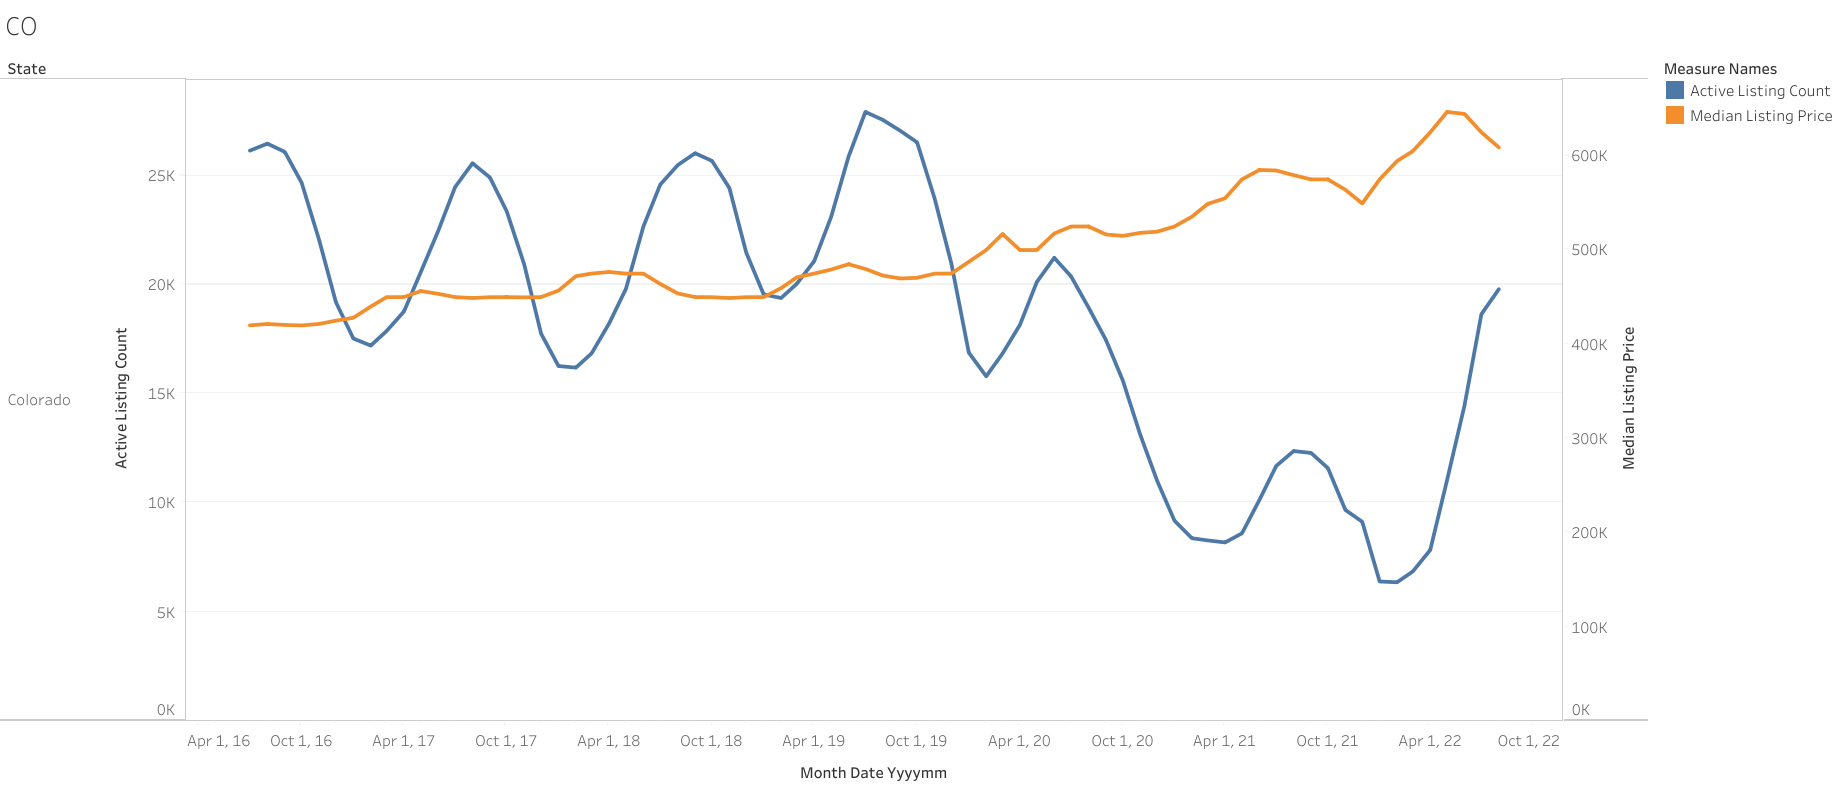 CO
State
Measure Names
Active Listing Count
Median Listing Price
Colorado
Active Listing Count
25K
20K
15K
10K
5K
0K
600K
500K
400K
300K
200K
100K
0K
Median Listing Price
Apr 1, 16 Oct 1, 16 Apr 1, 17 Oct 1, 17 Apr 1, 18 Oct 1, 18 Apr 1, 19 Oct 1, 19 Apr 1, 20 Oct 1, 20 Apr 1, 21 Oct 1, 21 Apr 1, 22 Oct 1, 22
Month Date Yyyymm